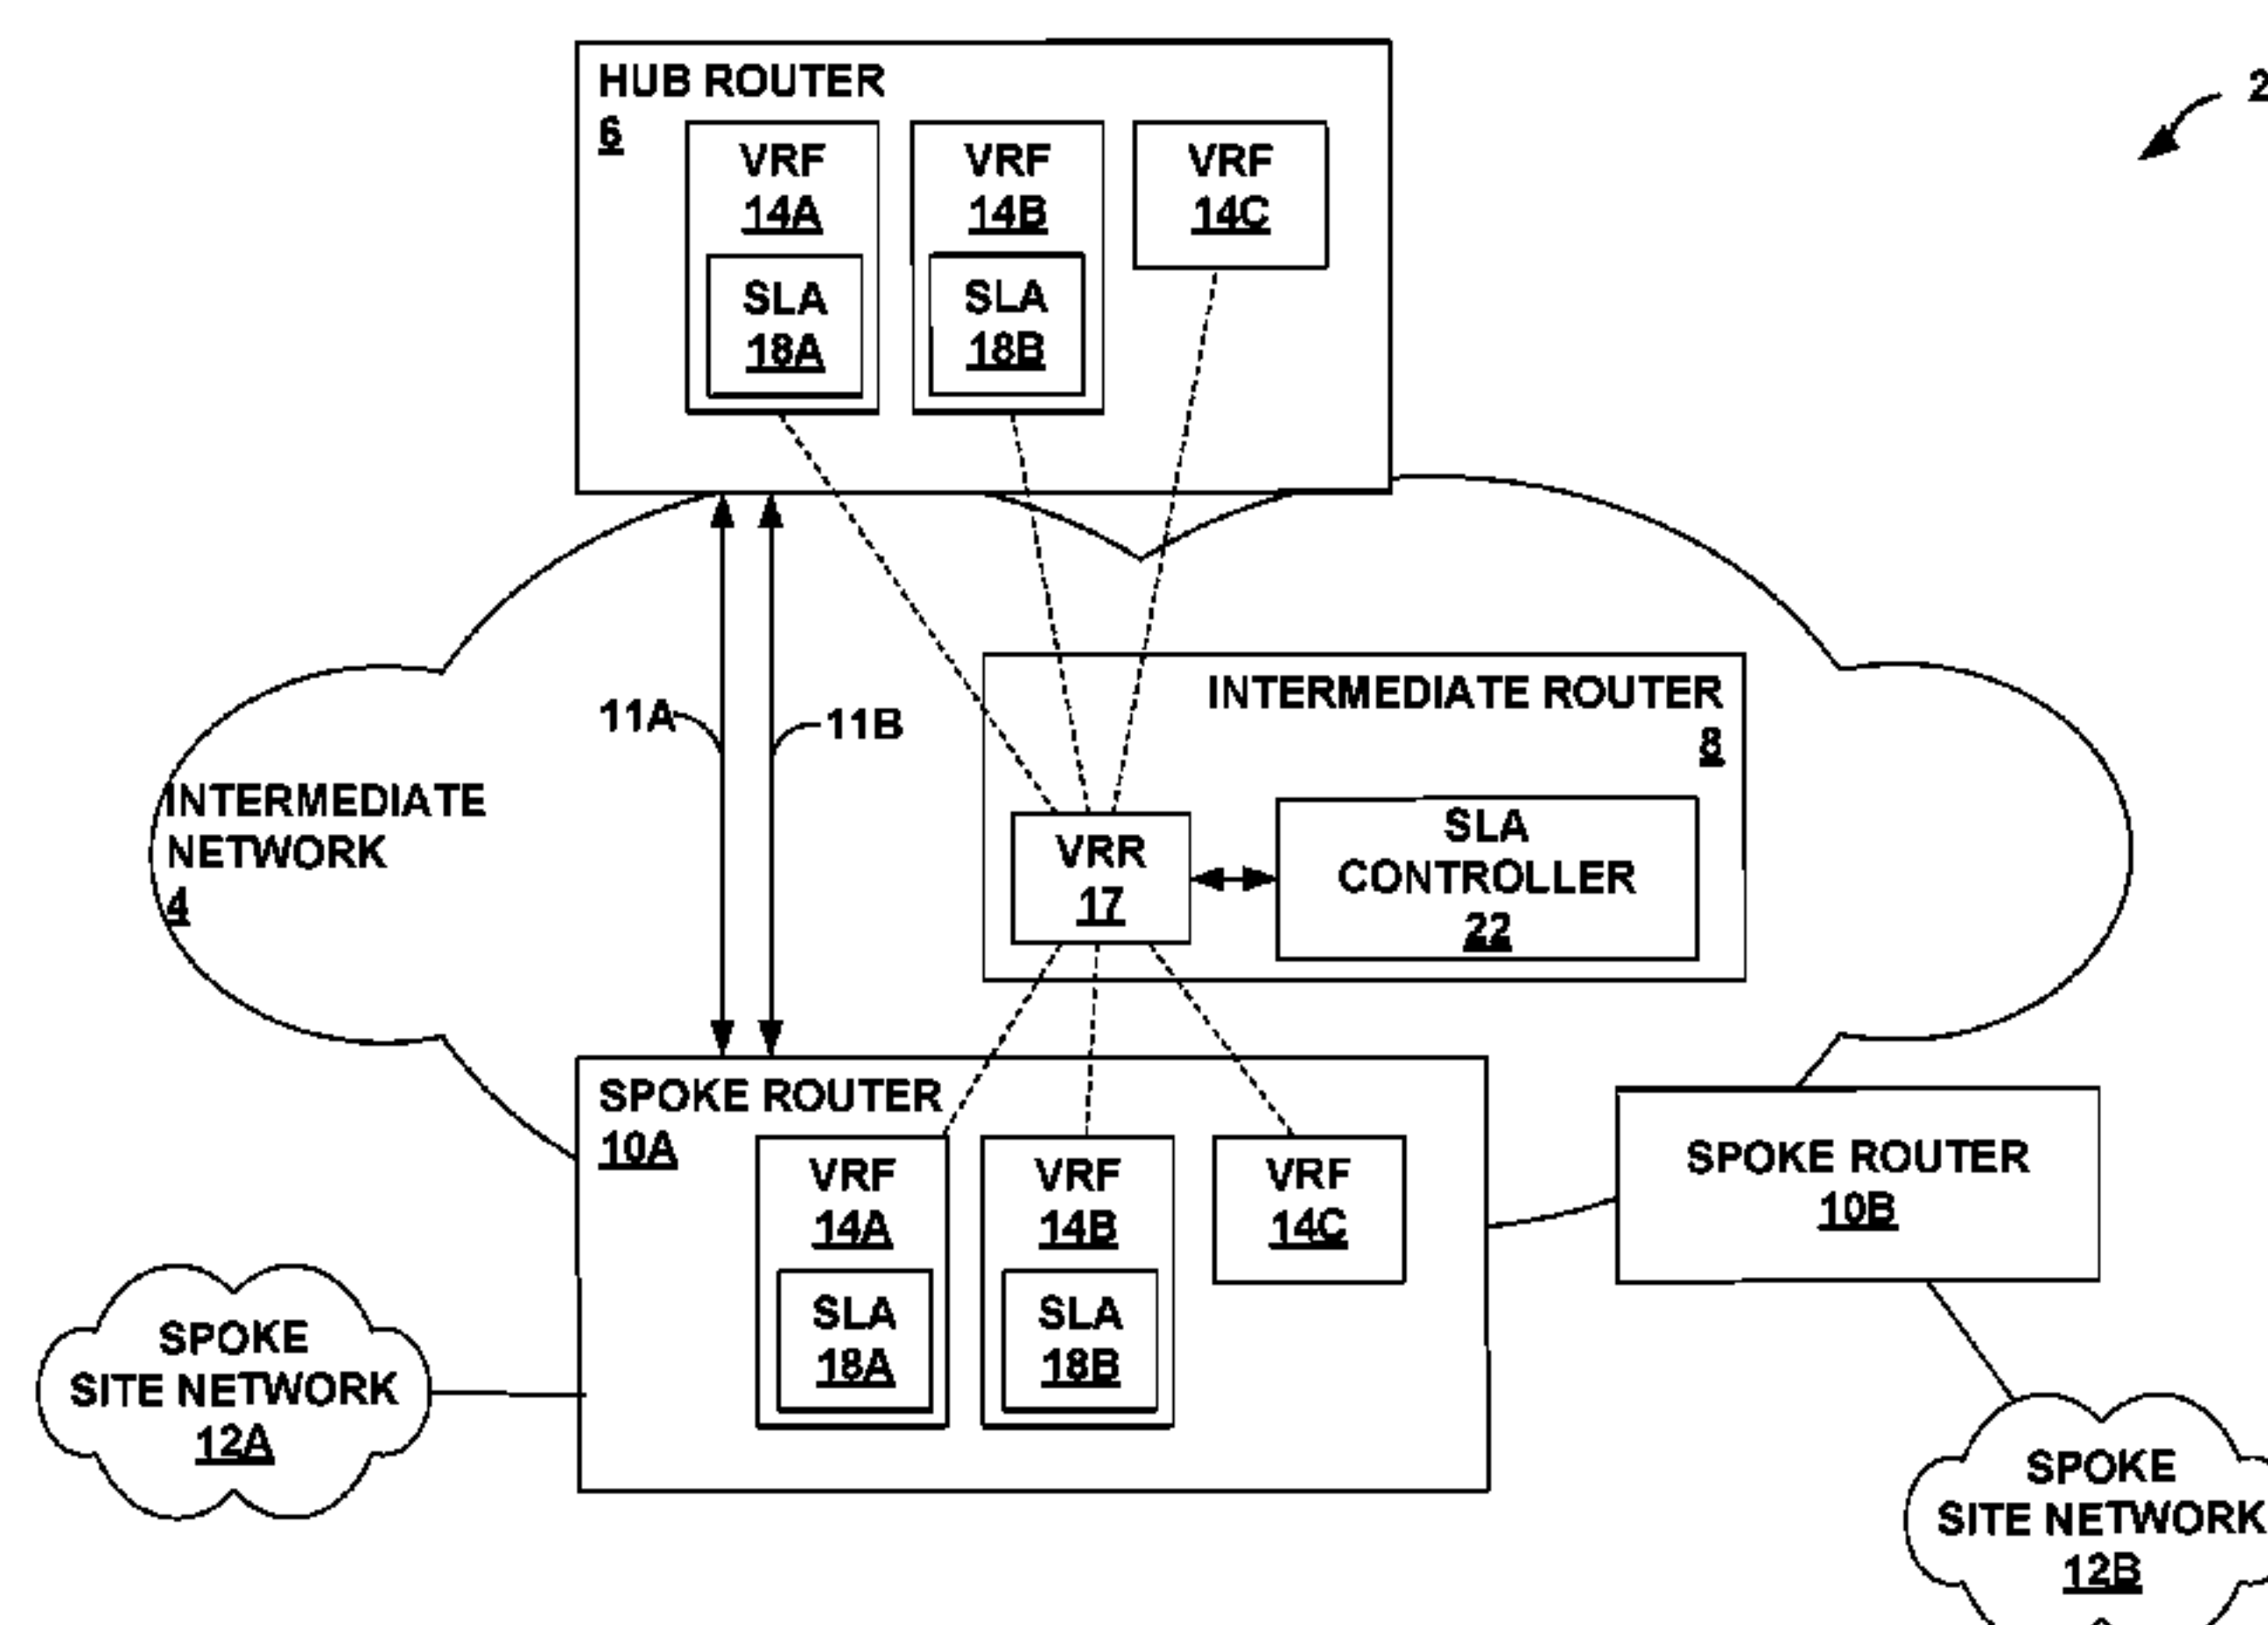 2
HUB ROUTER
6
VRF
14A
SLA
18A
VRF
14B
SLA
18B
VRF
14C
11A
11B
INTERMEDIATE
NETWORK
4
INTERMEDIATE ROUTER
8
VRR
17
SLA
CONTROLLER
22
SPOKE ROUTER
10A
VRF
14A
SLA
18A
VRF
14B
SLA
18B
VRF
14C
SPOKE ROUTER
10B
SPOKE
SITE NETWORK
12A
SPOKE
SITE NETWORK
12B